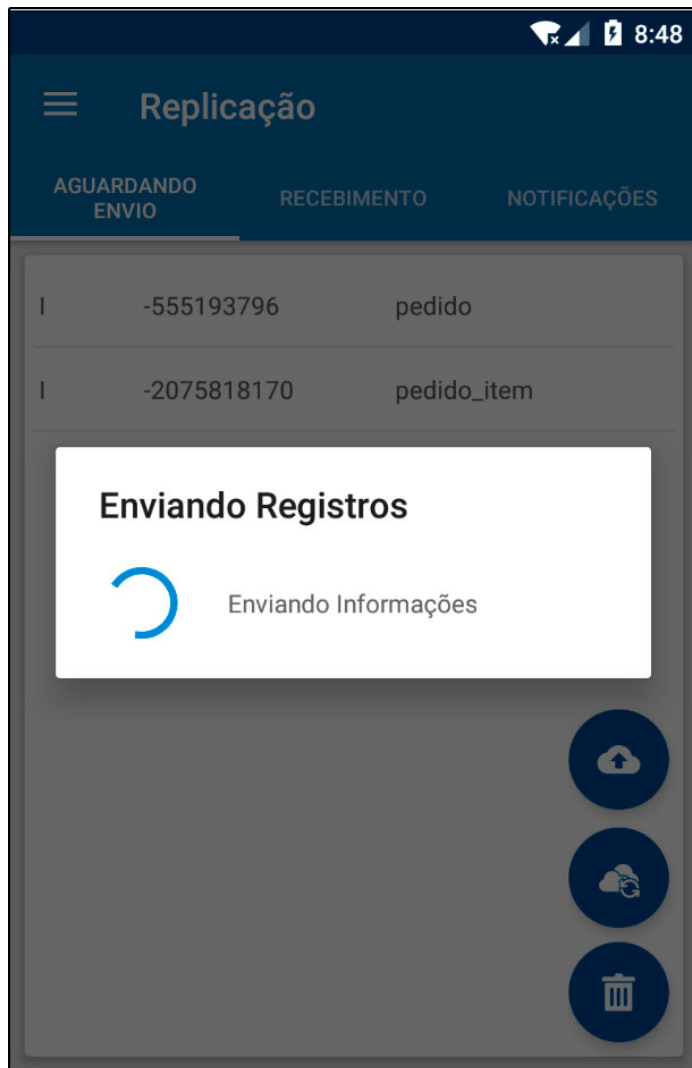 8:48
Replicação
AGUARDANDO
ENVIO
RECEBIMENTO
NOTIFICAÇÕES
I -555193796 pedido
I -2075818170 pedido_item
Enviando Registros
Enviando Informações